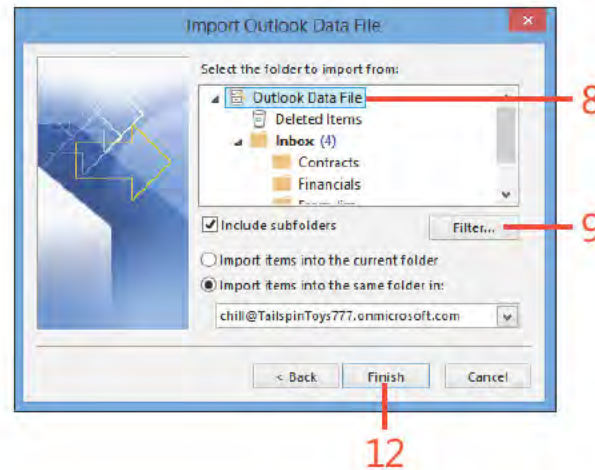 Import Outlook Data File
Select the folder to import from:
Outlook Data File
8
Deleted Items
Inbox (4)
Contracts
Financials
Include subfolders
Filter...
9
Import items into the current folder
Import items into the same folder in:
chill@TailspinToys777.onmicrosoft.com
< Back
Finish
Cancel
12